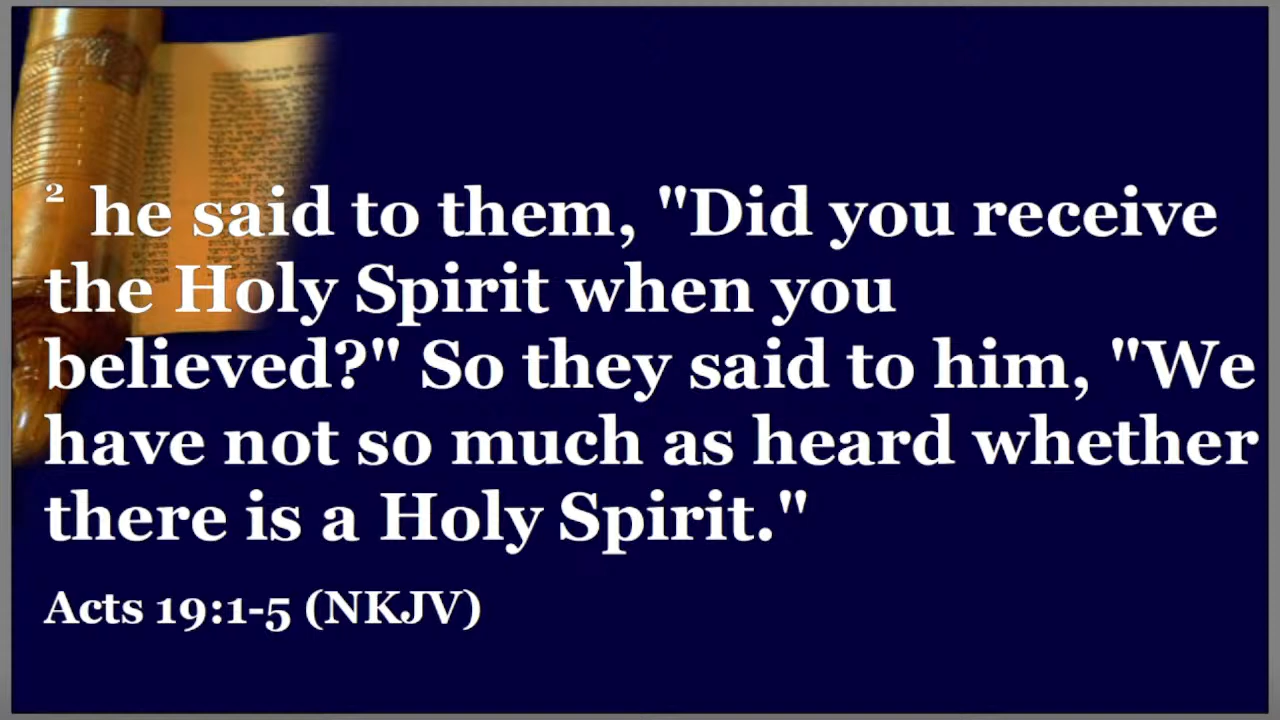 ² he said to them, "Did you receive
the Holy Spirit when you
believed?" So they said to him, "We
have not so much as heard whether
there is a Holy Spirit."
Acts 19:1-5 (NKJV)